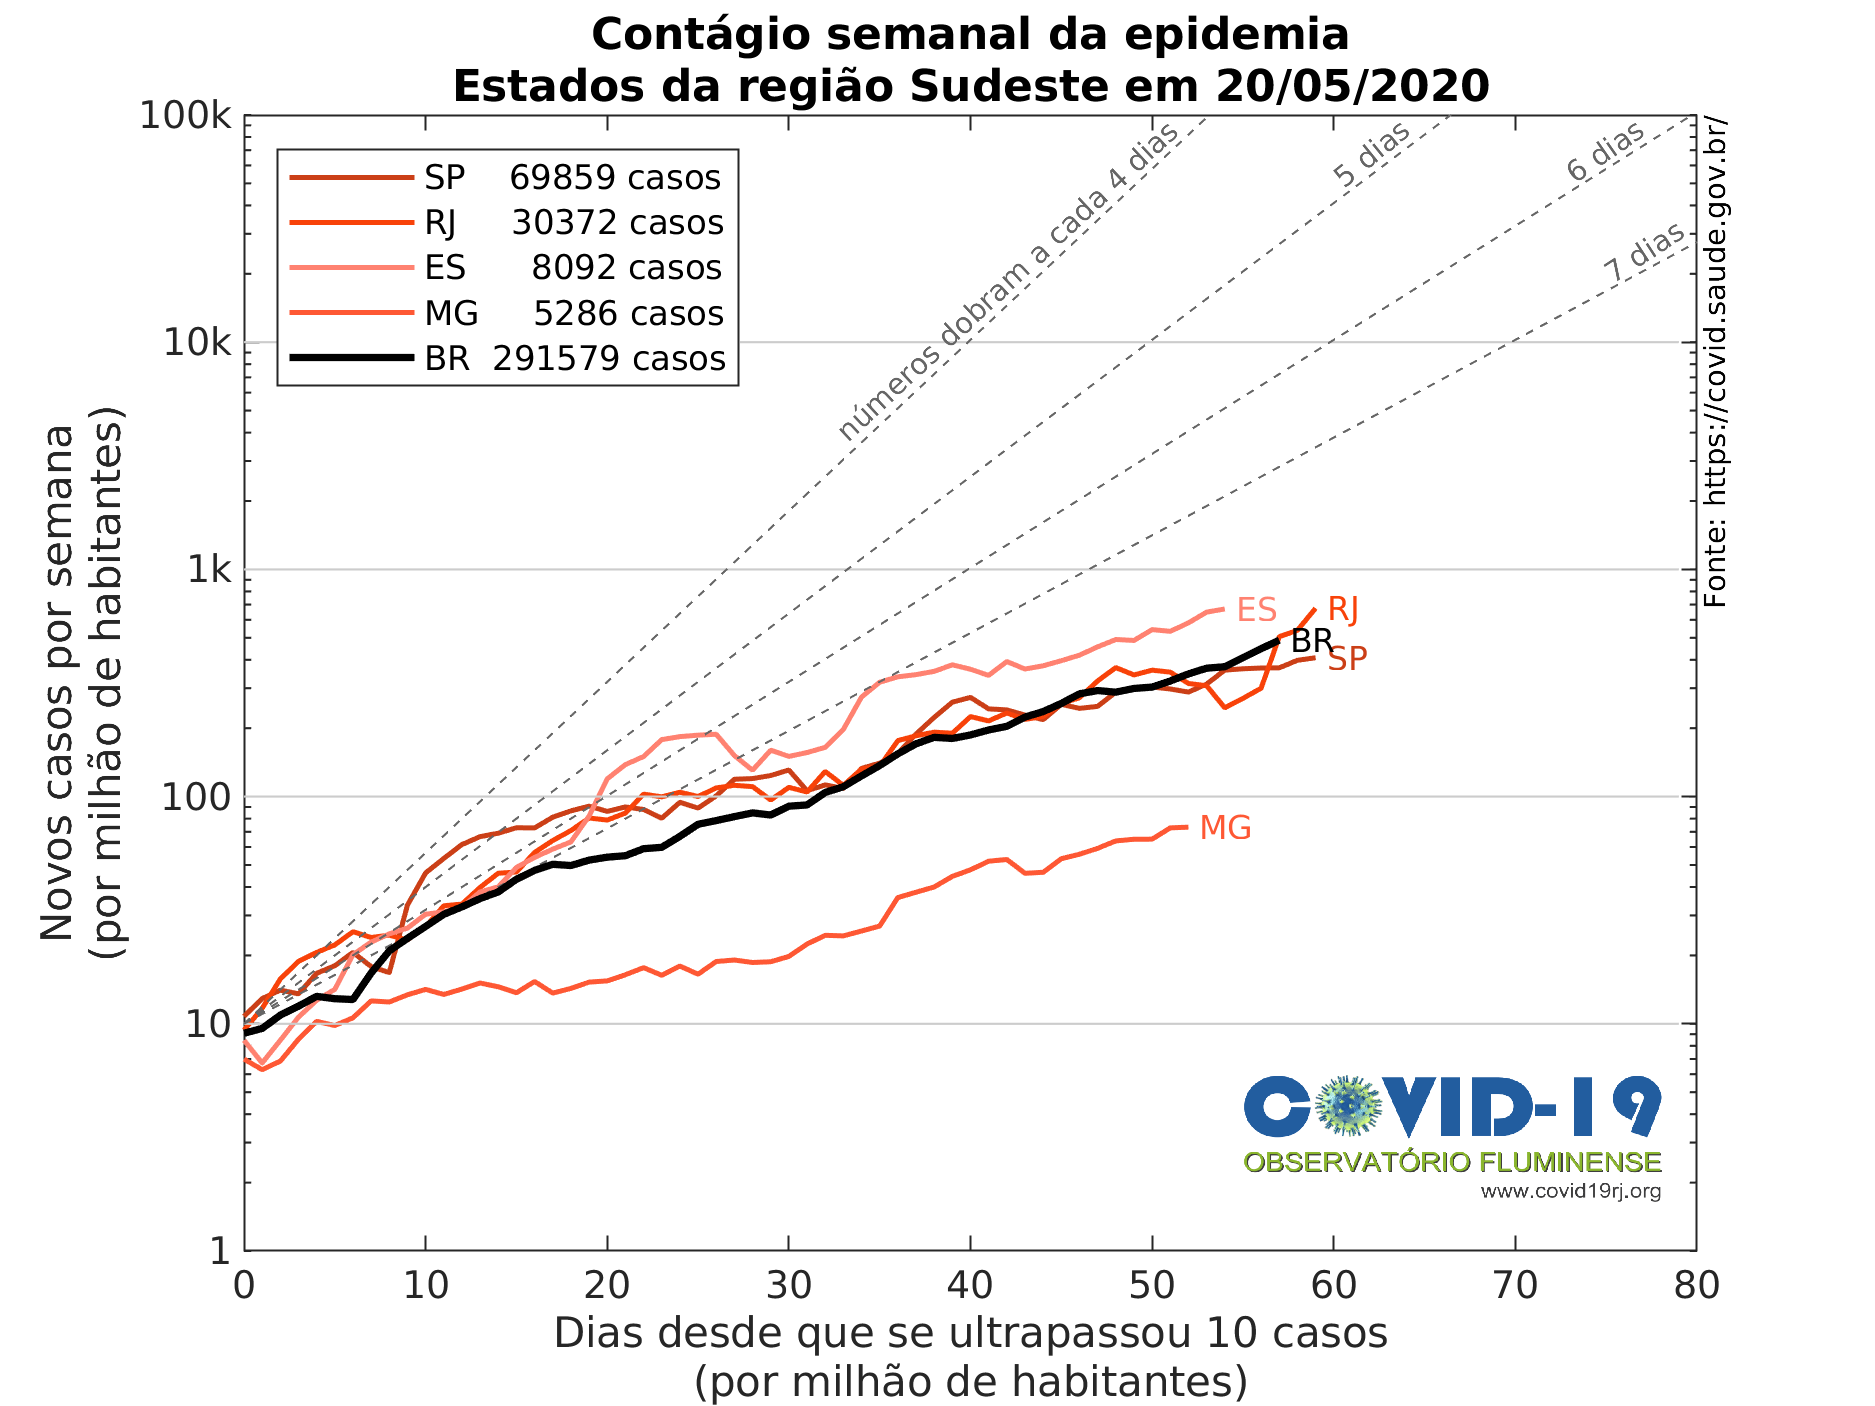 Contágio semanal da epidemia
Estados da região Sudeste em 20/05/2020
Novos casos por semana
(por milhão de habitantes)
100k
10k
1k
100
10
1
SP 69859 casos
RJ 30372 casos
ES 8092 casos
MG 5286 casos
BR 291579 casos
números dobram a cada 4 dias
5 dias
6 dias
7 dias
Fonte: https://covid.saude.gov.br/
ES
RJ
BR
SP
MG
COVID-19
OBSERVATÓRIO FLUMINENSE
www.covid19rj.org
0 10 20 30 40 50 60 70 80
Dias desde que se ultrapassou 10 casos
(por milhão de habitantes)